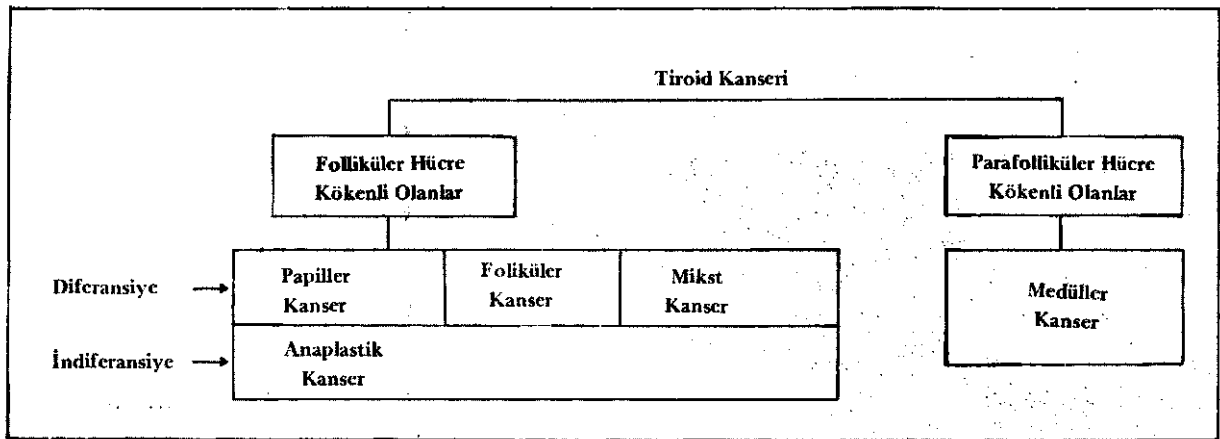 Tiroid Kanseri
Folliküler Hücre
Kökenli Olanlar
Parafolliküler Hücre
Kökenli Olanlar
Diferansiye
Papiller
Kanser
Foliküler
Kanser
Mikst
Kanser
Medüller
Kanser
İndiferansiye
Anaplastik
Kanser